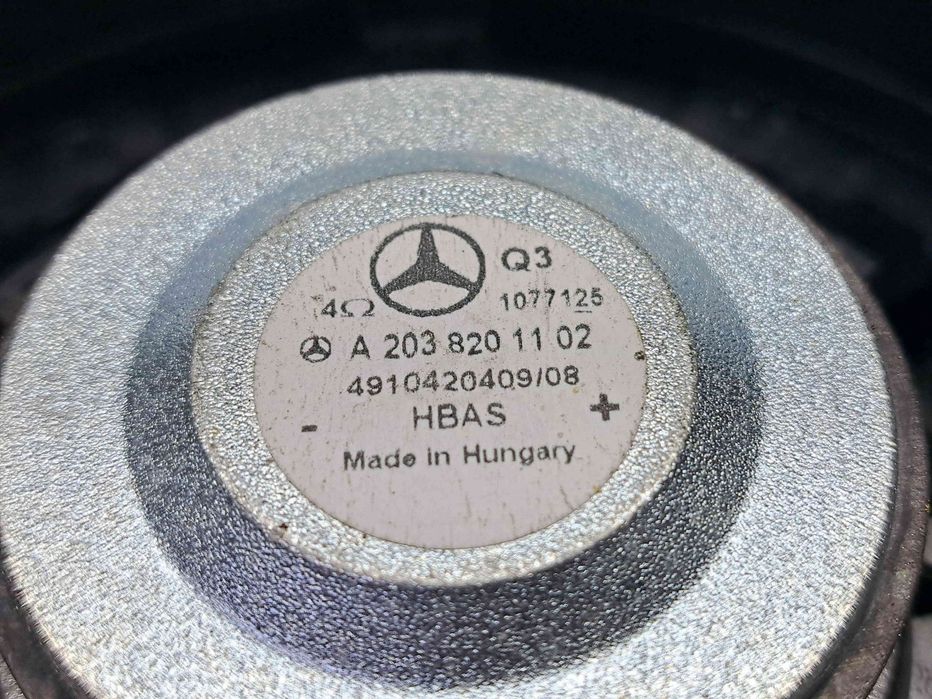 Q3
4Ω 1077125
A 203 820 11 02
4910420409/08
- HBAS +
Made in Hungary